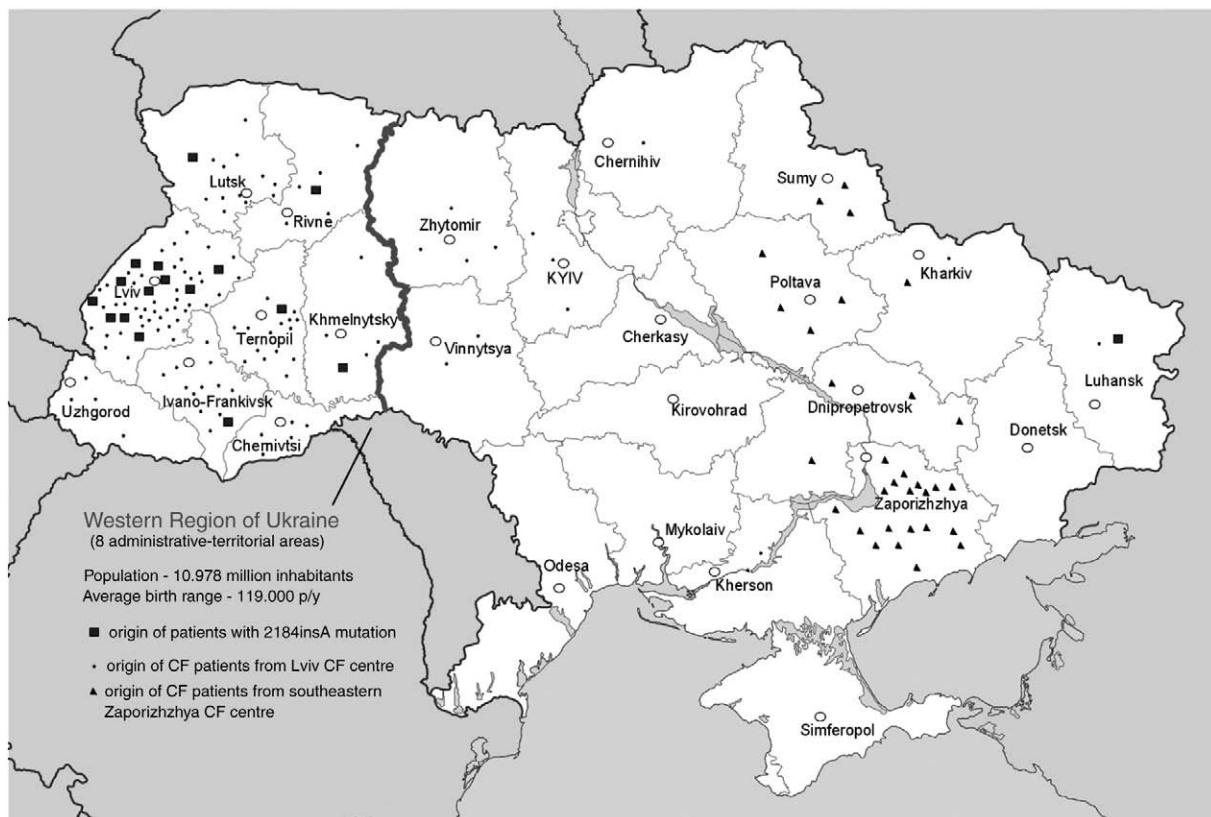 Chernihiv
Sumy
Lutsk
Rivne
Zhytomir
KYIV
Kharkiv
Poltava
Lviv
Ternopil
Khmelnytsky
Vinnytsya
Cherkasy
Luhansk
Uzhgorod
Ivano-Frankivsk
Chernivtsi
Kirovohrad
Dnipropetrovsk
Donetsk
Zaporizhzhya
Western Region of Ukraine
(8 administrative-territorial areas)
Population - 10.978 million inhabitants
Average birth range - 119.000 p/y
origin of patients with 2184insA mutation
origin of CF patients from Lviv CF centre
origin of CF patients from southeastern
Zaporizhzhya CF centre
Mykolaiv
Odesa
Kherson
Simferopol